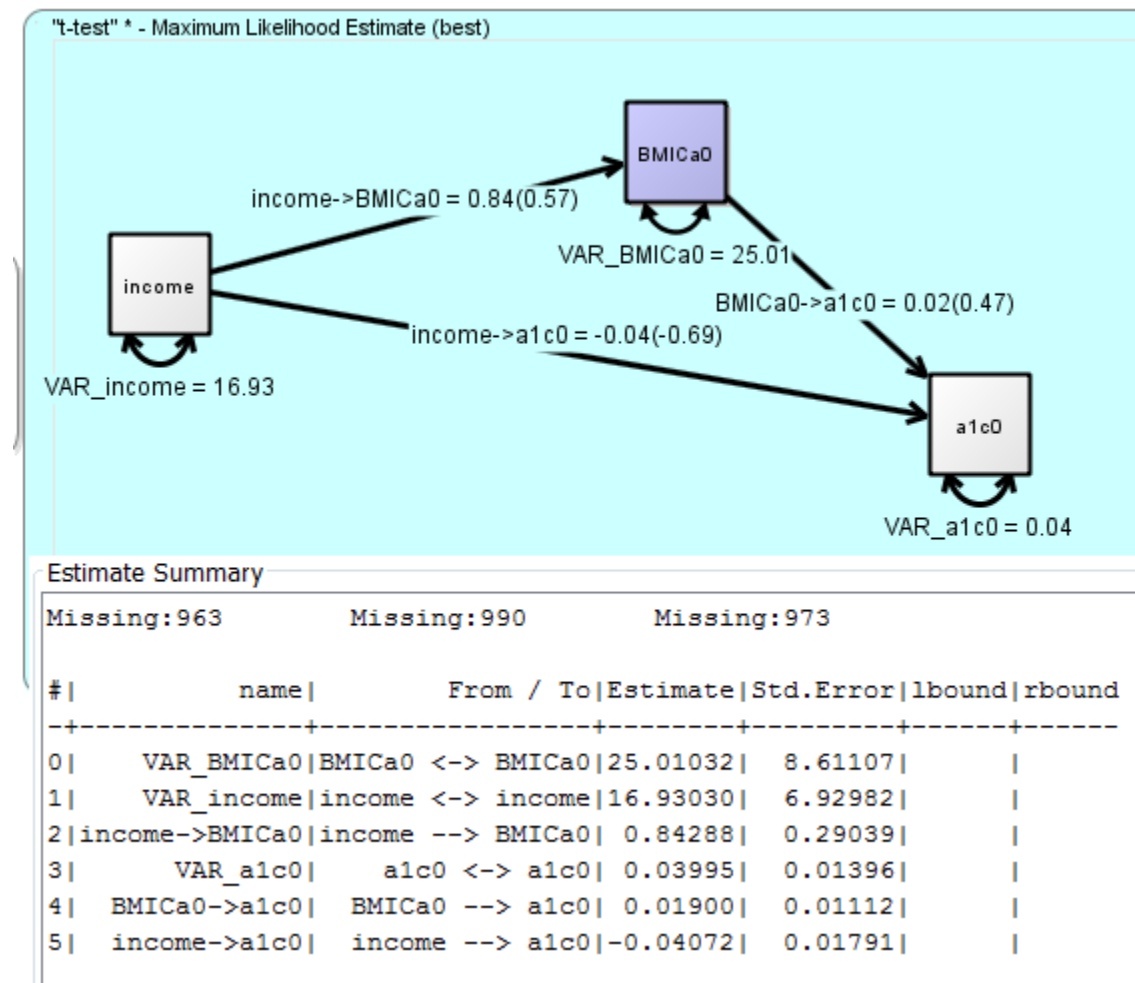 "t-test" * - Maximum Likelihood Estimate (best)
BMICa0
income->BMICa0 = 0.84(0.57)
VAR_BMICa0 = 25.01
income
BMICa0->a1c0 = 0.02(0.47)
income->a1c0 = -0.04(-0.69)
VAR_income = 16.93
a1c0
VAR_a1c0 = 0.04
Estimate Summary
Missing:963 Missing:990 Missing:973
#| name| From / To|Estimate|Std.Error|lbound|rbound
-+--------------+-----------------+--------+---------+------+------
0| VAR_BMICa0|BMICa0 <-> BMICa0|25.01032| 8.61107| |
1| VAR_income|income <-> income|16.93030| 6.92982| |
2|income->BMICa0|income --> BMICa0| 0.84288| 0.29039| |
3| VAR_a1c0| a1c0 <-> a1c0| 0.03995| 0.01396| |
4| BMICa0->a1c0| BMICa0 --> a1c0| 0.01900| 0.01112| |
5| income->a1c0| income --> a1c0|-0.04072| 0.01791| |